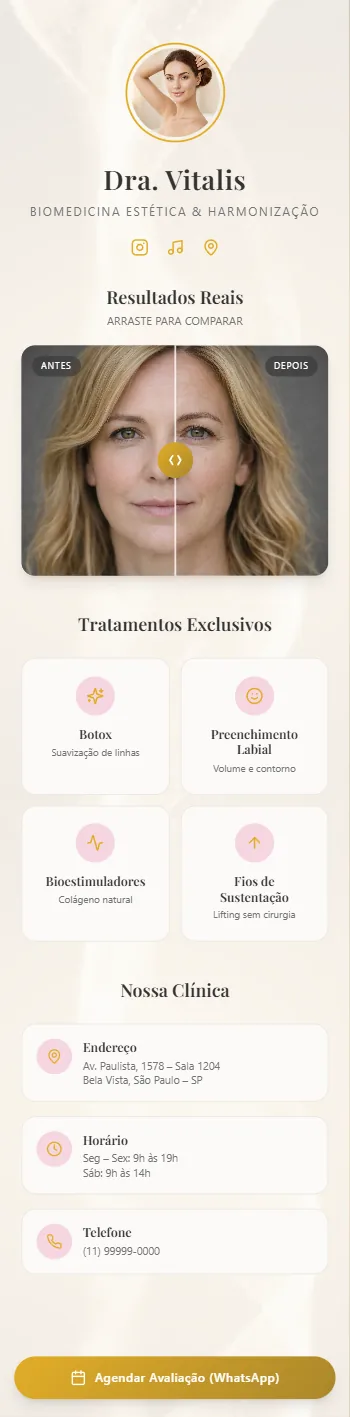 Dra. Vitalis
BIOMEDICINA ESTÉTICA & HARMONIZAÇÃO
Resultados Reais
ARRASTE PARA COMPARAR
ANTES
DEPOIS
Tratamentos Exclusivos
Botox
Suavização de linhas
Preenchimento
Labial
Volume e contorno
Bioestimuladores
Colágeno natural
Fios de
Sustentação
Lifting sem cirurgia
Nossa Clínica
Endereço
Av. Paulista, 1578 – Sala 1204
Bela Vista, São Paulo – SP
Horário
Seg – Sex: 9h às 19h
Sáb: 9h às 14h
Telefone
(11) 99999-0000
Agendar Avaliação (WhatsApp)